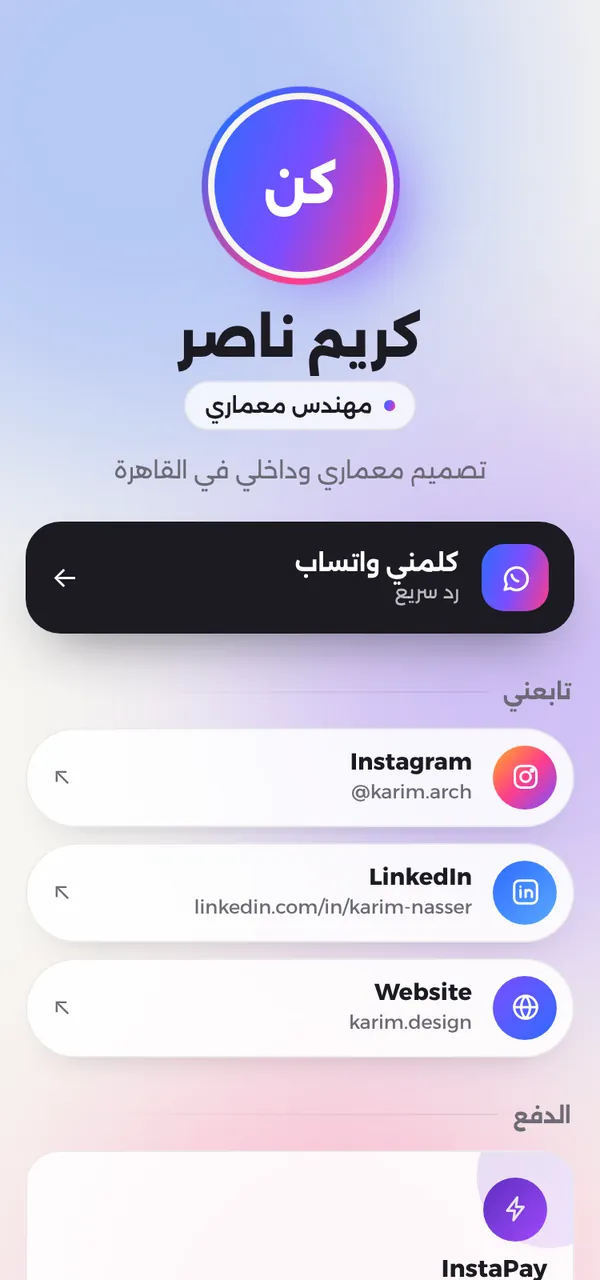 كن
كريم ناصر
مهندس معماري
تصميم معماري وداخلي في القاهرة
كلمني واتساب
رد سريع
تابعني
Instagram
@karim.arch
LinkedIn
linkedin.com/in/karim-nasser
Website
karim.design
الدفع
InstaPay